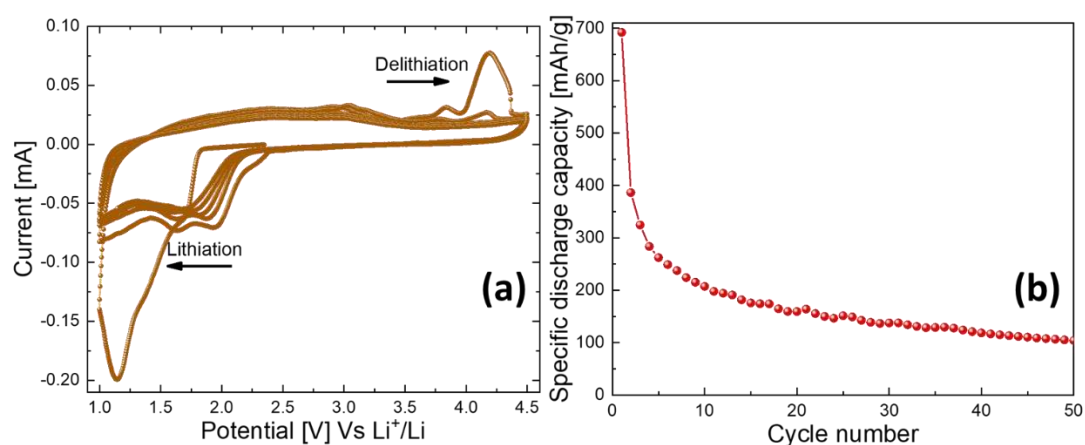 0.10
0.05
0.00
-0.05
-0.10
-0.15
-0.20
Current [mA]
Delithiation
Lithiation
(a)
1.0 1.5 2.0 2.5 3.0 3.5 4.0 4.5
Potential [V] Vs Li⁺/Li
700
600
500
400
300
200
100
0
Specific discharge capacity [mAh/g]
(b)
0 10 20 30 40 50
Cycle number